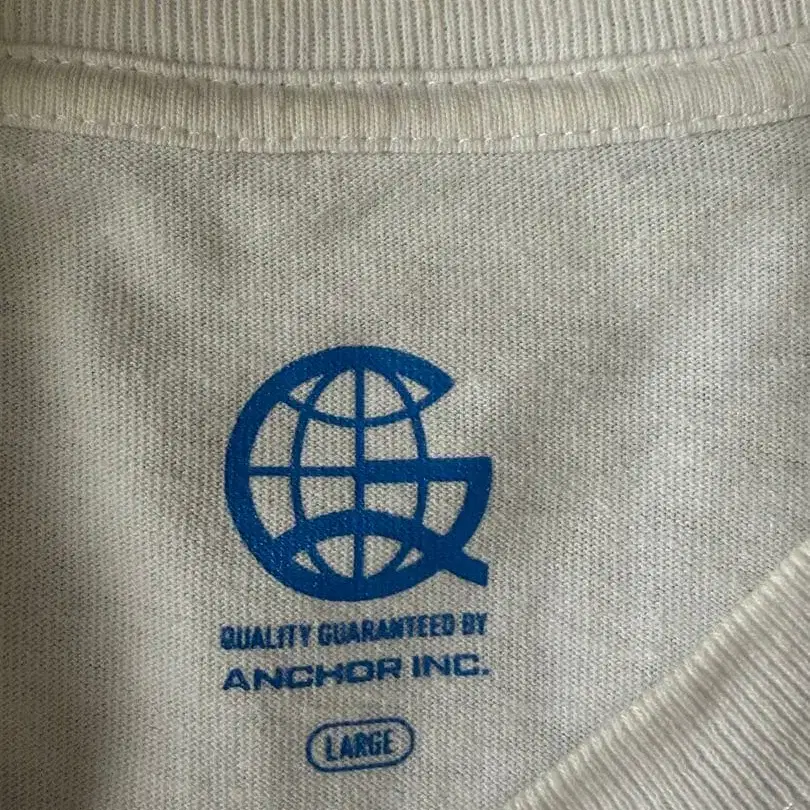 QUALITY GUARANTEED BY
ANCHOR INC.
LARGE